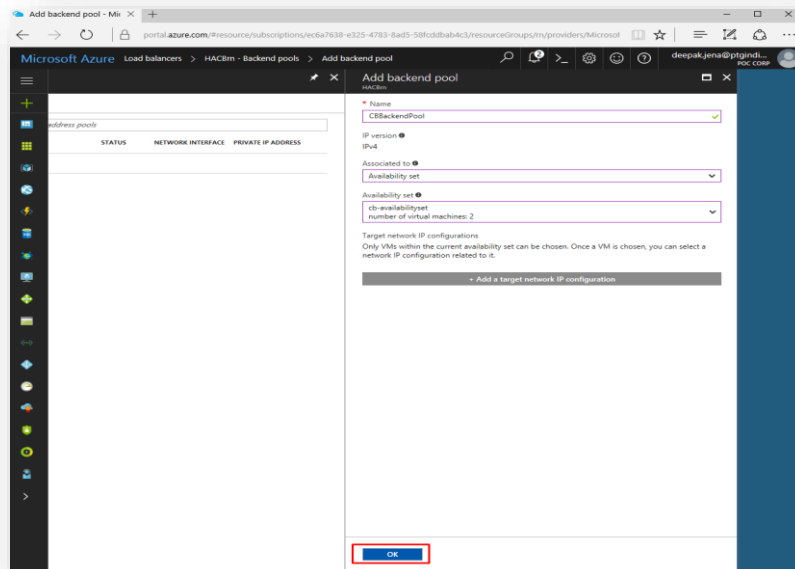 Add backend pool - Mi
portal.azure.com/#resource/subscriptions/ec6a7638-e325-4783-8ad5-58fcddbab4c3/resourceGroups/rn/providers/Microsof
Microsoft Azure Load balancers > HACBrn - Backend pools > Add backend pool
2
deepak.jena@ptgindi...
POC CORP
address pools
STATUS NETWORK INTERFACE PRIVATE IP ADDRESS
Add backend pool
HACBrn
* Name
CBBackendPool
IP version
IPv4
Associated to
Availability set
Availability set
cb-availabilityset
number of virtual machines: 2
Target network IP configurations
Only VMs within the current availability set can be chosen. Once a VM is chosen, you can select a
network IP configuration related to it.
+ Add a target network IP configuration
OK